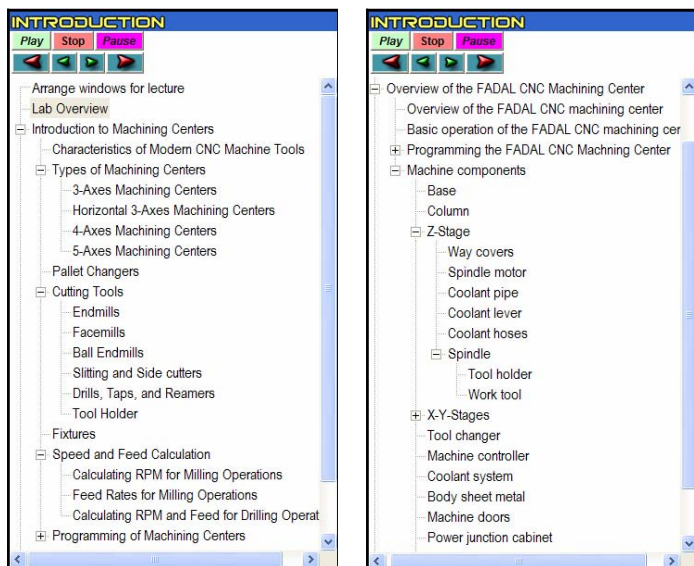 INTRODUCTION
Play Stop Pause
Arrange windows for lecture
Lab Overview
Introduction to Machining Centers
Characteristics of Modern CNC Machine Tools
Types of Machining Centers
3-Axes Machining Centers
Horizontal 3-Axes Machining Centers
4-Axes Machining Centers
5-Axes Machining Centers
Pallet Changers
Cutting Tools
Endmills
Facemills
Ball Endmills
Slitting and Side cutters
Drills, Taps, and Reamers
Tool Holder
Fixtures
Speed and Feed Calculation
Calculating RPM for Milling Operations
Feed Rates for Milling Operations
Calculating RPM and Feed for Drilling Operat
Programming of Machining Centers
INTRODUCTION
Play Stop Pause
Overview of the FADAL CNC Machining Center
Overview of the FADAL CNC machining center
Basic operation of the FADAL CNC machining cer
Programming the FADAL CNC Machning Center
Machine components
Base
Column
Z-Stage
Way covers
Spindle motor
Coolant pipe
Coolant lever
Coolant hoses
Spindle
Tool holder
Work tool
X-Y-Stages
Tool changer
Machine controller
Coolant system
Body sheet metal
Machine doors
Power junction cabinet